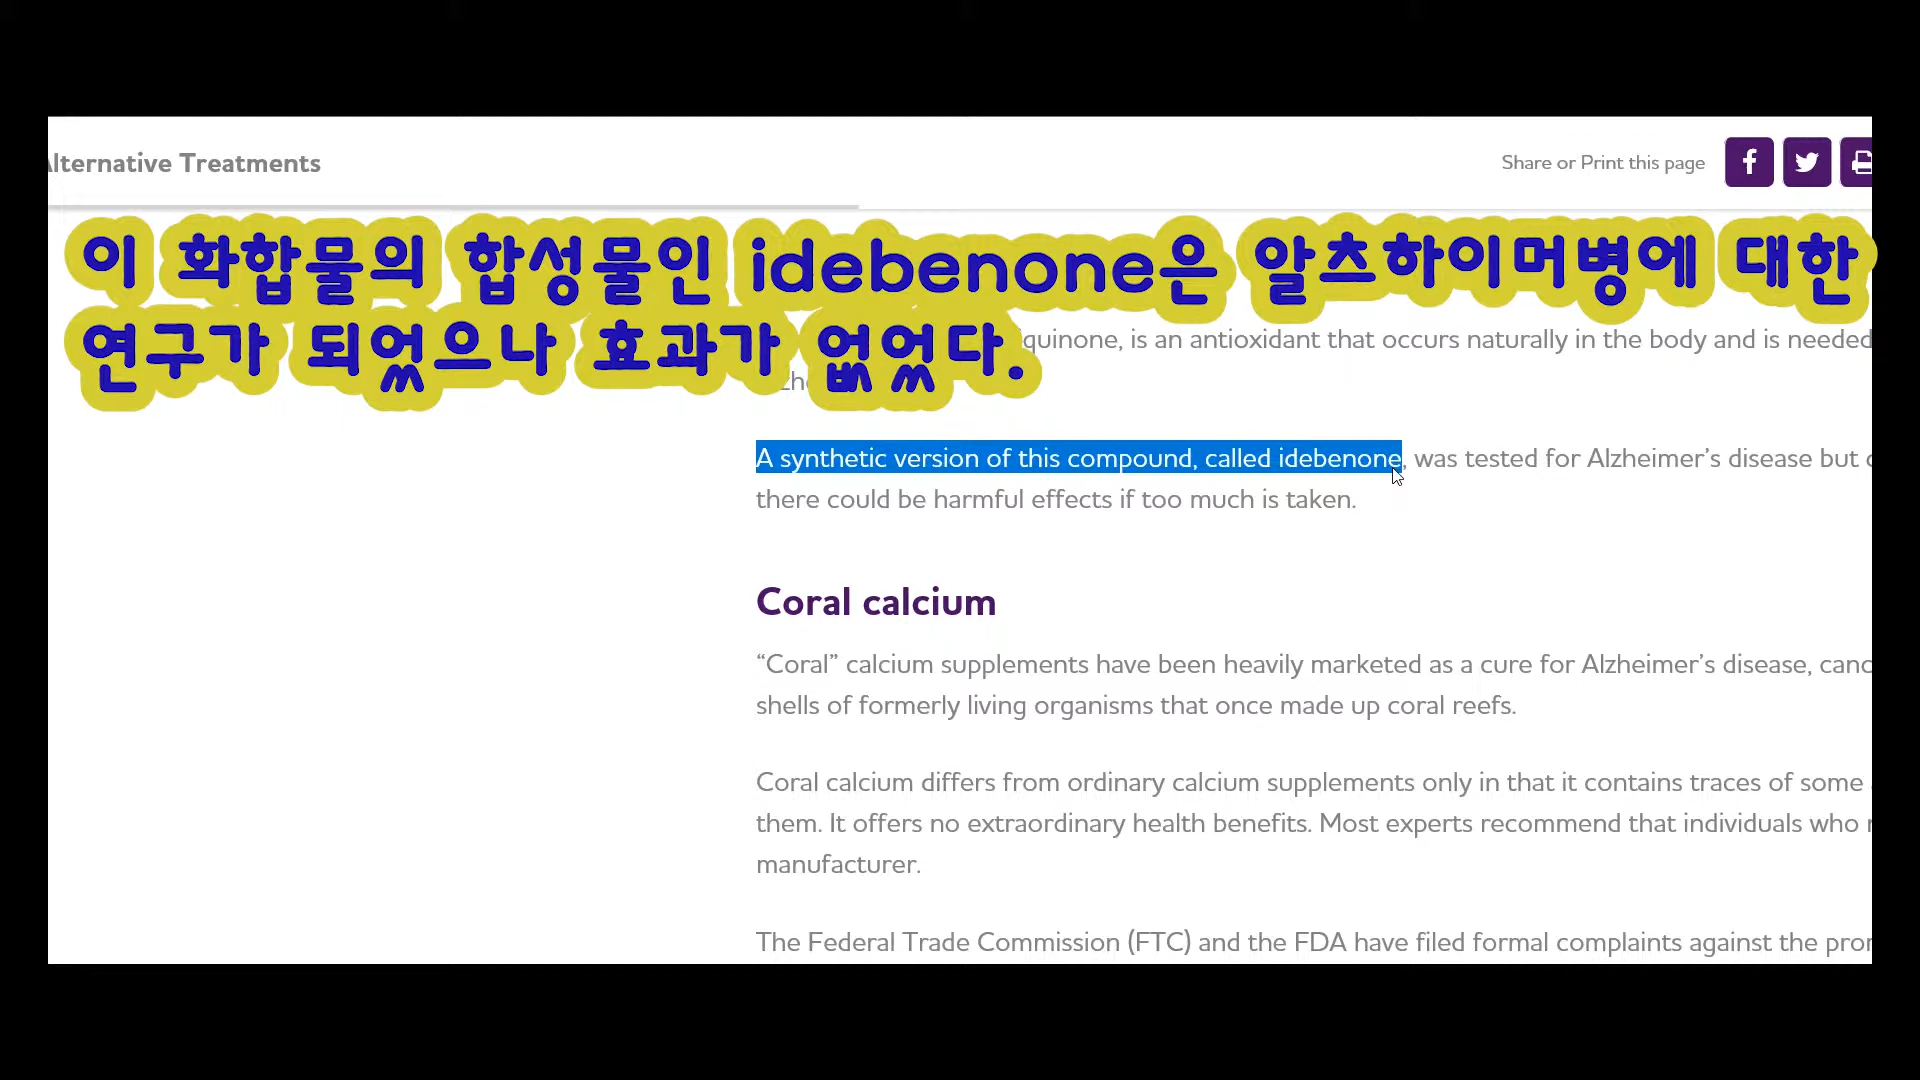 Alternative Treatments
Share or Print this page
이 화합물의 합성물인 idebenone은 알츠하이머병에 대한
연구가 되었으나 효과가 없었다.
quinone, is an antioxidant that occurs naturally in the body and is needed
A synthetic version of this compound, called idebenone, was tested for Alzheimer’s disease but
there could be harmful effects if too much is taken.
Coral calcium
“Coral” calcium supplements have been heavily marketed as a cure for Alzheimer’s disease, canc
shells of formerly living organisms that once made up coral reefs.
Coral calcium differs from ordinary calcium supplements only in that it contains traces of some
them. It offers no extraordinary health benefits. Most experts recommend that individuals who
manufacturer.
The Federal Trade Commission (FTC) and the FDA have filed formal complaints against the